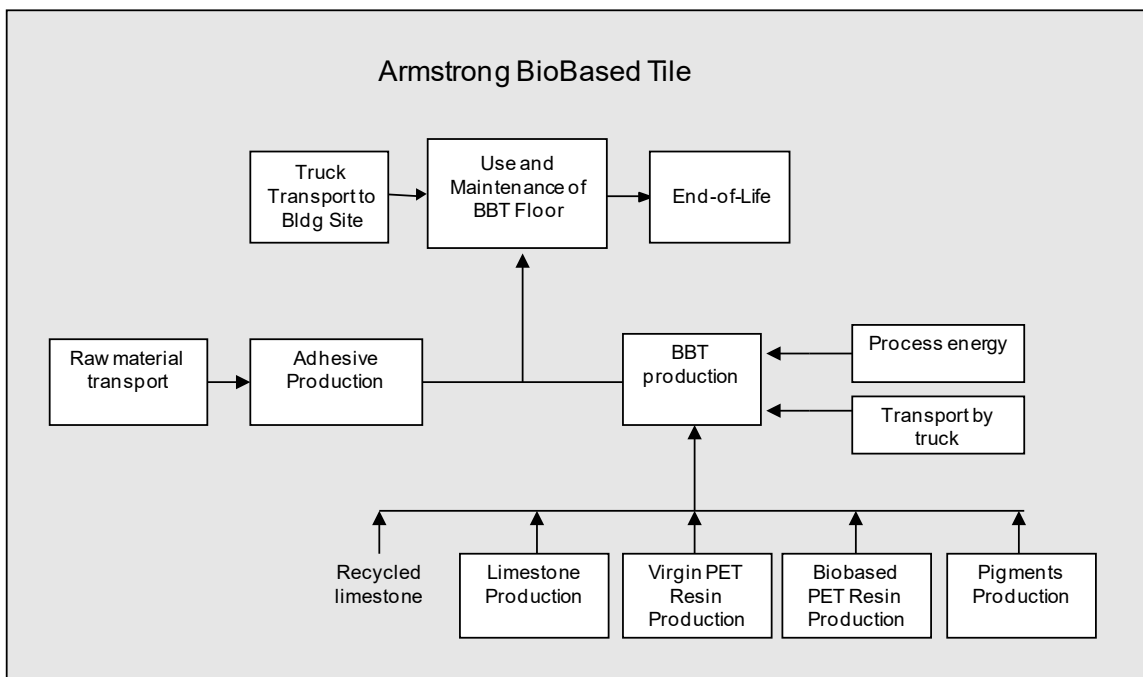 Armstrong BioBased Tile
Truck
Transport to
Bldg Site
Use and
Maintenance of
BBT Floor
End-of-Life
Raw material
transport
Adhesive
Production
BBT
production
Process energy
Transport by
truck
Recycled
limestone
Limestone
Production
Virgin PET
Resin
Production
Biobased
PET Resin
Production
Pigments
Production